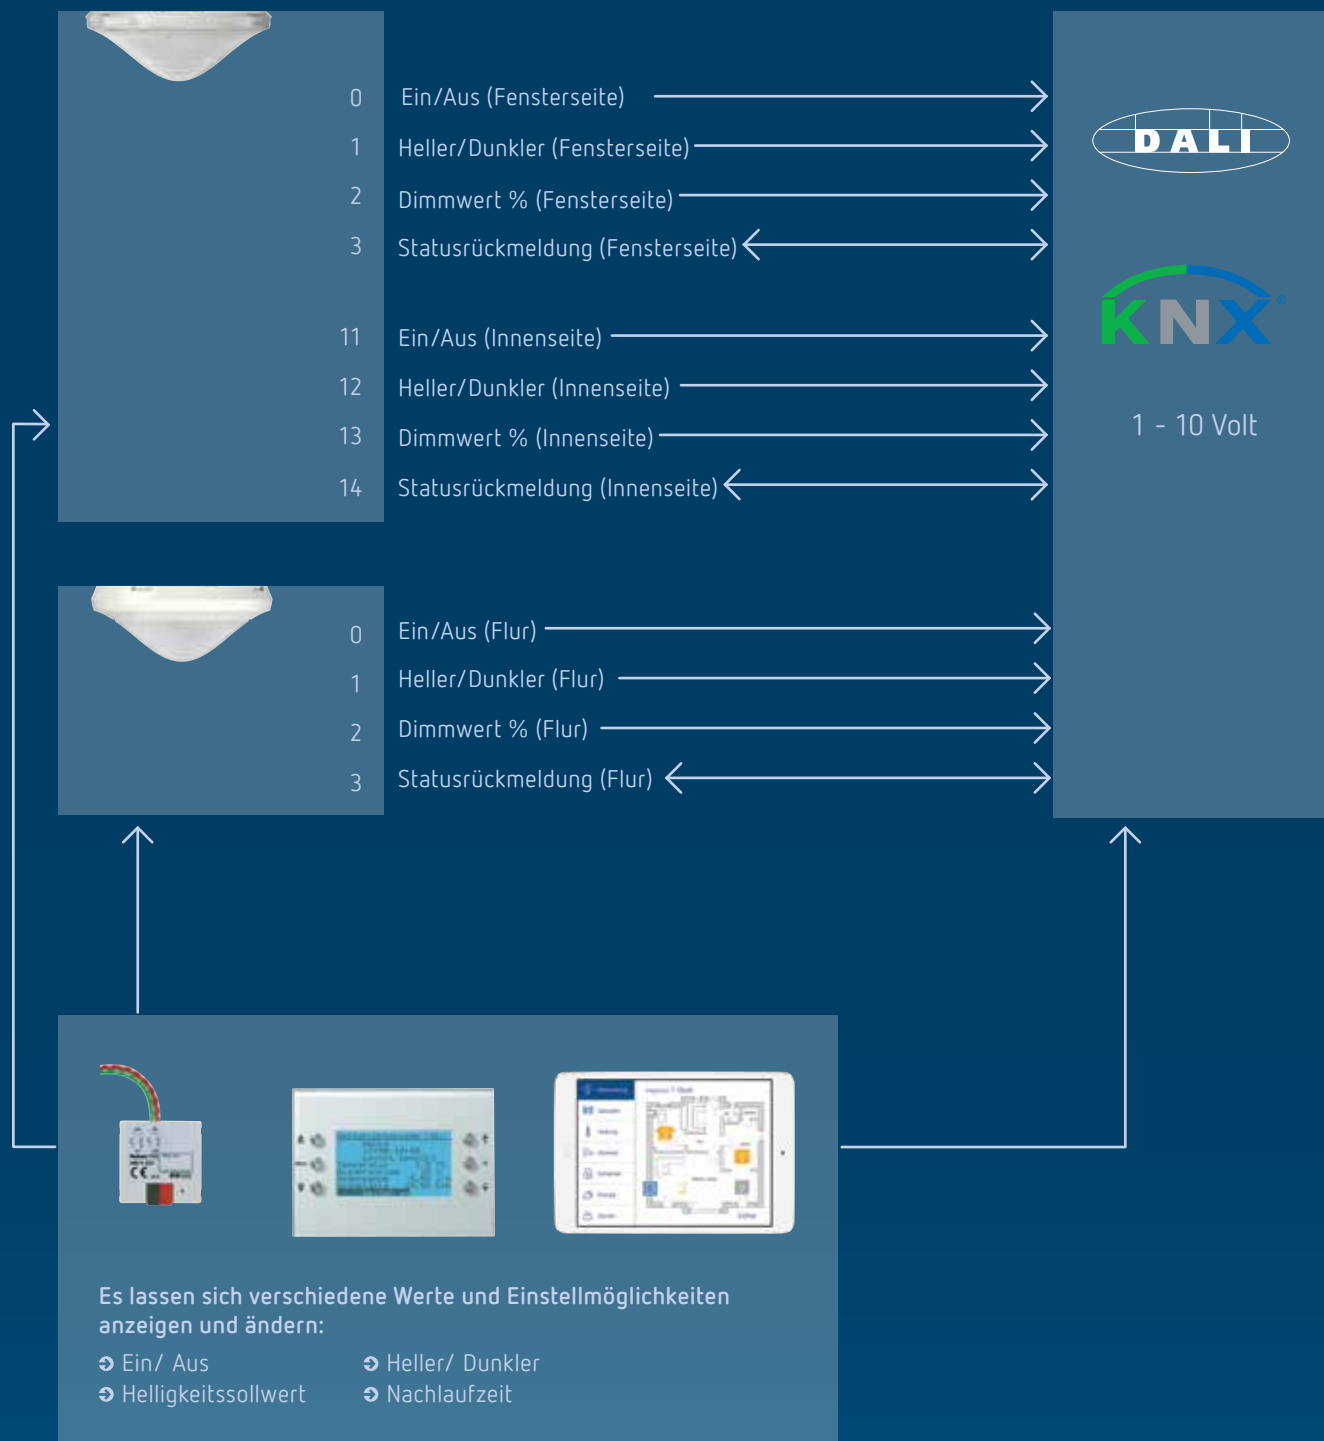 0 Ein/Aus (Fensterseite)
1 Heller/Dunkler (Fensterseite)
2 Dimmwert % (Fensterseite)
3 Statusrückmeldung (Fensterseite)
11 Ein/Aus (Innenseite)
12 Heller/Dunkler (Innenseite)
13 Dimmwert % (Innenseite)
14 Statusrückmeldung (Innenseite)
DALI
KNX®
1 - 10 Volt
0 Ein/Aus (Flur)
1 Heller/Dunkler (Flur)
2 Dimmwert % (Flur)
3 Statusrückmeldung (Flur)
CE
Es lassen sich verschiedene Werte und Einstellmöglichkeiten
anzeigen und ändern:
Ein/ Aus
Heller/ Dunkler
Helligkeitssollwert
Nachlaufzeit